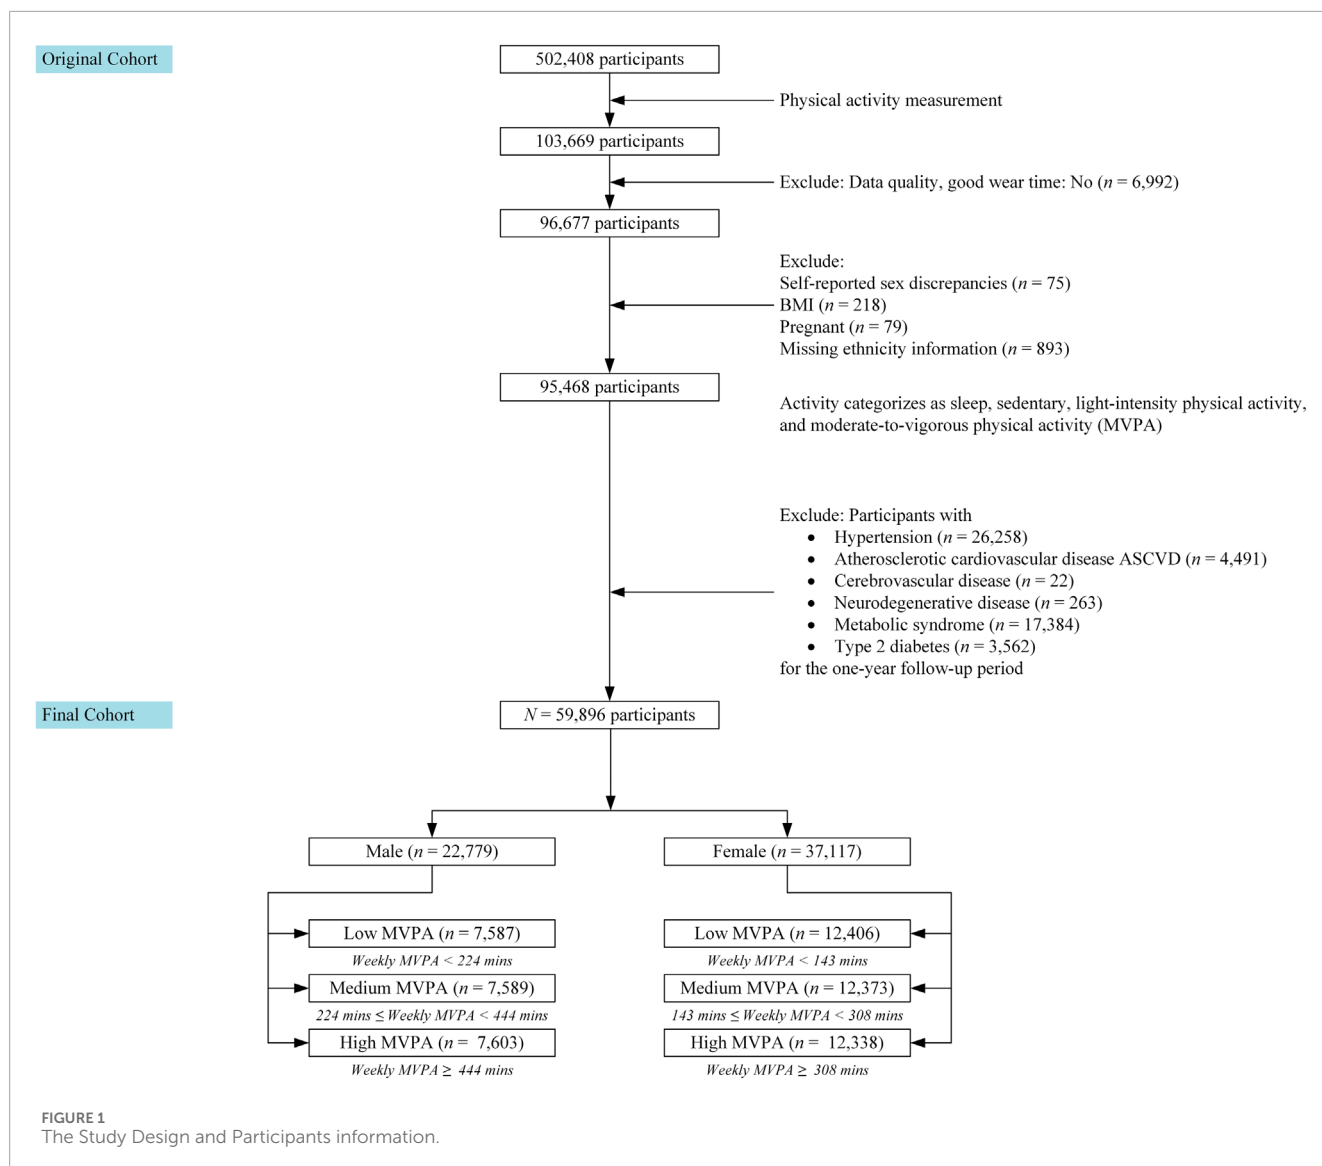 Original Cohort
502,408 participants
Physical activity measurement
103,669 participants
Exclude: Data quality, good wear time: No (n = 6,992)
96,677 participants
Exclude:
Self-reported sex discrepancies (n = 75)
BMI (n = 218)
Pregnant (n = 79)
Missing ethnicity information (n = 893)
95,468 participants
Activity categorizes as sleep, sedentary, light-intensity physical activity,
and moderate-to-vigorous physical activity (MVPA)
Exclude: Participants with
• Hypertension (n = 26,258)
• Atherosclerotic cardiovascular disease ASCVD (n = 4,491)
• Cerebrovascular disease (n = 22)
• Neurodegenerative disease (n = 263)
• Metabolic syndrome (n = 17,384)
• Type 2 diabetes (n = 3,562)
for the one-year follow-up period
Final Cohort
N = 59,896 participants
Male (n = 22,779)
Female (n = 37,117)
Low MVPA (n = 7,587)
Weekly MVPA < 224 mins
Medium MVPA (n = 7,589)
224 mins ≤ Weekly MVPA < 444 mins
High MVPA (n = 7,603)
Weekly MVPA ≥ 444 mins
Low MVPA (n = 12,406)
Weekly MVPA < 143 mins
Medium MVPA (n = 12,373)
143 mins ≤ Weekly MVPA < 308 mins
High MVPA (n = 12,338)
Weekly MVPA ≥ 308 mins
FIGURE 1
The Study Design and Participants information.